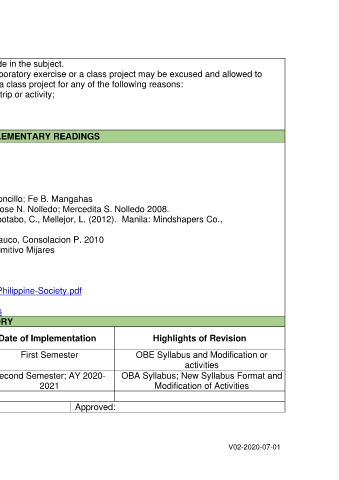 de in the subject.
boratory exercise or a class project may be excused and allowed to
a class project for any of the following reasons:
trip or activity;
LEMENTARY READINGS
oncillo; Fe B. Mangahas
ose N. Nolledo; Mercedita S. Nolledo 2008.
botabo, C., Mellejor, L. (2012).  Manila: Mindshapers Co.,
auco, Consolacion P. 2010
imitivo Mijares
Philippine-Society.pdf
s
ORY
Date of Implementation Highlights of Revision
First Semester OBE Syllabus and Modification or
activities
econd Semester; AY 2020- OBA Syllabus; New Syllabus Format and
2021 Modification of Activities
Approved:
V02-2020-07-01